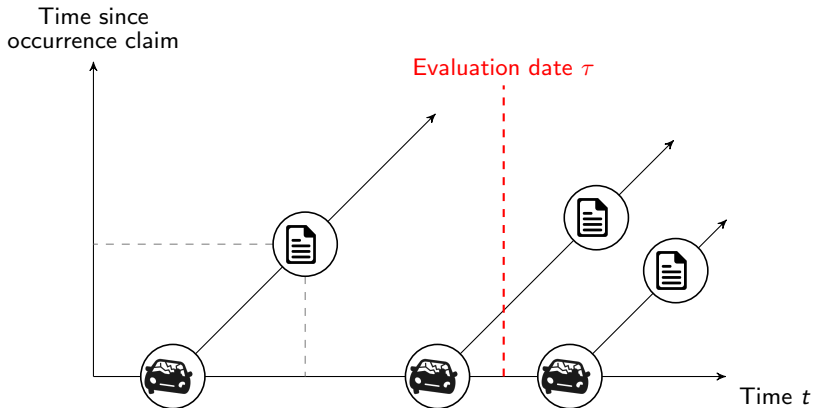 Time since
occurrence claim
Evaluation date τ
Time t